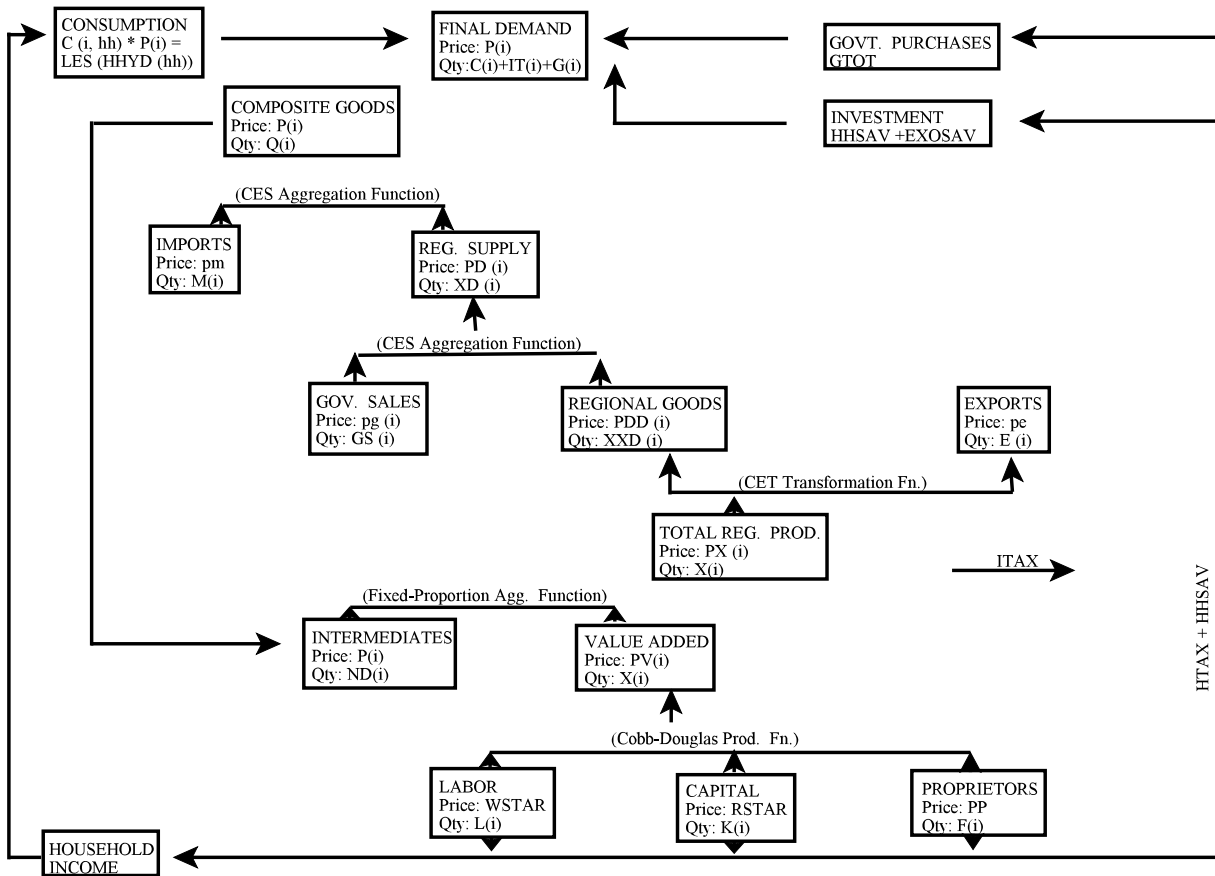 CONSUMPTION
C (i, hh) * P(i) =
LES (HHYD (hh))
FINAL DEMAND
Price: P(i)
Qty:C(i)+IT(i)+G(i)
GOVT. PURCHASES
GTOT
COMPOSITE GOODS
Price: P(i)
Qty: Q(i)
INVESTMENT
HHSAV +EXOSAV
(CES Aggregation Function)
IMPORTS
Price: pm
Qty: M(i)
REG. SUPPLY
Price: PD (i)
Qty: XD (i)
(CES Aggregation Function)
GOV. SALES
Price: pg (i)
Qty: GS (i)
REGIONAL GOODS
Price: PDD (i)
Qty: XXD (i)
EXPORTS
Price: pe
Qty: E (i)
(CET Transformation Fn.)
TOTAL REG. PROD.
Price: PX (i)
Qty: X(i)
ITAX
HTAX + HHSAV
(Fixed-Proportion Agg. Function)
INTERMEDIATES
Price: P(i)
Qty: ND(i)
VALUE ADDED
Price: PV(i)
Qty: X(i)
(Cobb-Douglas Prod. Fn.)
LABOR
Price: WSTAR
Qty: L(i)
CAPITAL
Price: RSTAR
Qty: K(i)
PROPRIETORS
Price: PP
Qty: F(i)
HOUSEHOLD
INCOME